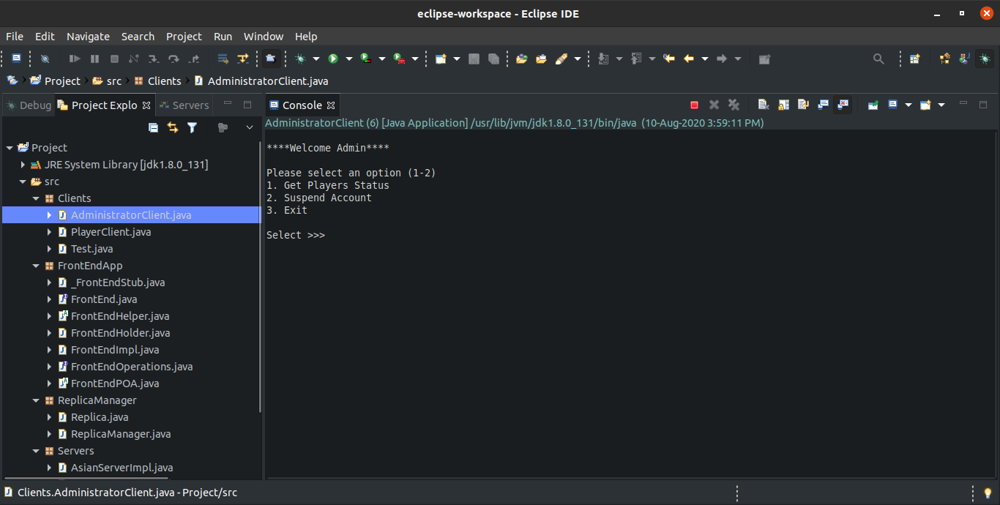 eclipse-workspace - Eclipse IDE
File Edit Navigate Search Project Run Window Help
Project src Clients AdministratorClient.java
Debug Project Explo Servers
Console
AdministratorClient (6) [Java Application] /usr/lib/jvm/jdk1.8.0_131/bin/java (10-Aug-2020 3:59:11 PM)
Project
JRE System Library [jdk1.8.0_131]
src
Clients
AdministratorClient.java
PlayerClient.java
Test.java
FrontEndApp
_FrontEndStub.java
FrontEnd.java
FrontEndHelper.java
FrontEndHolder.java
FrontEndImpl.java
FrontEndOperations.java
FrontEndPOA.java
ReplicaManager
Replica.java
ReplicaManager.java
Servers
AsianServerImpl.java
****Welcome Admin****
Please select an option (1-2)
1. Get Players Status
2. Suspend Account
3. Exit
Select >>>
Clients.AdministratorClient.java - Project/src